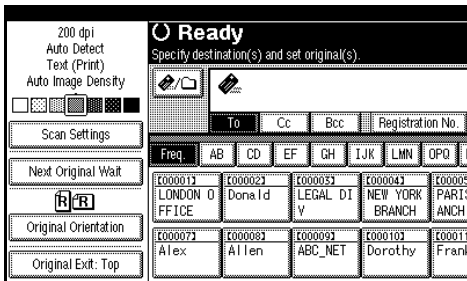 200 dpi
Auto Detect
Text (Print)
Auto Image Density
Scan Settings
Next Original Wait
R R
Original Orientation
Original Exit: Top
Ready
Specify destination(s) and set original(s).
To Cc Bcc Registration No.
Freq. AB CD EF GH IJK LMN OPQ
[00001] [00002] [00003] [00004] [00005
LONDON O Donald LEGAL DI NEW YORK PARIS
FFICE V BRANCH ANCH
[00007] [00008] [00009] [00010] [00011
Alex Allen ABC_NET Dorothy Frank